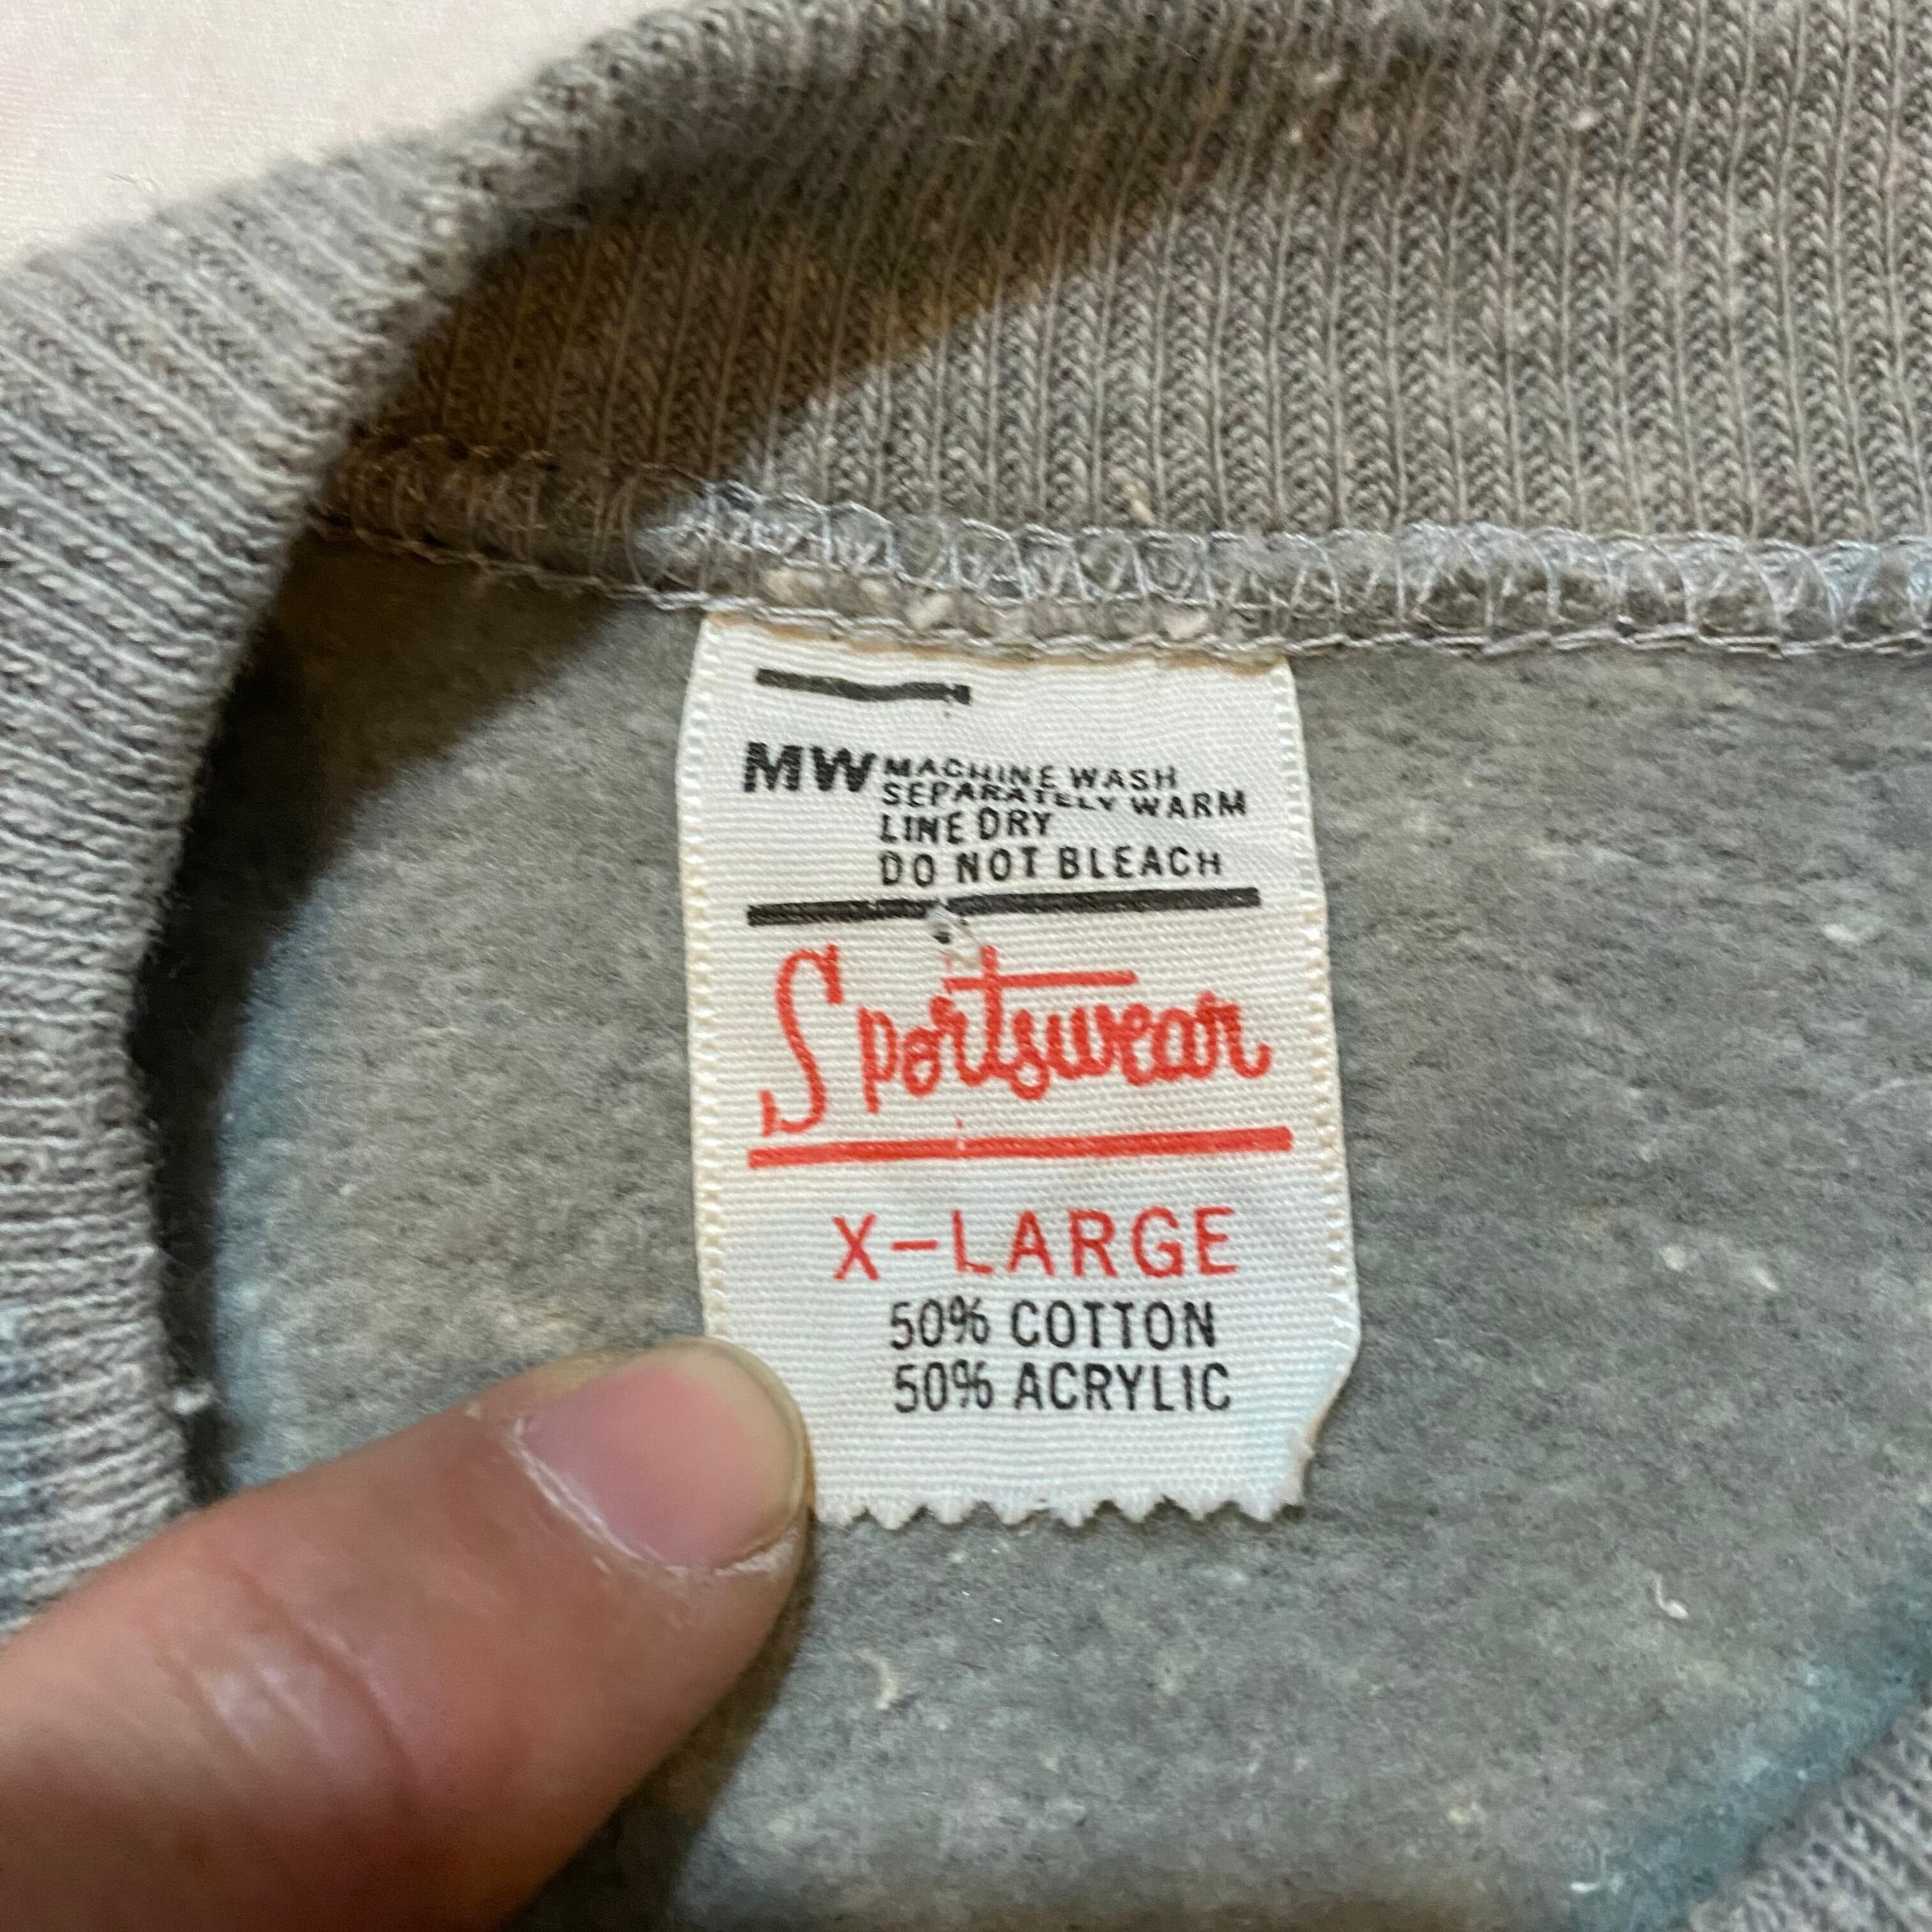 MW MACHINE WASH
SEPARATELY WARM
LINE DRY
DO NOT BLEACH
Sportswear
X-LARGE
50% COTTON
50% ACRYLIC